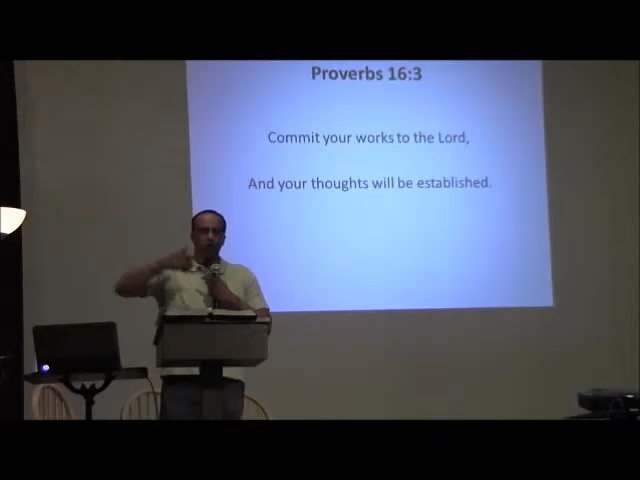 Proverbs 16:3
Commit your works to the Lord,
And your thoughts will be established.